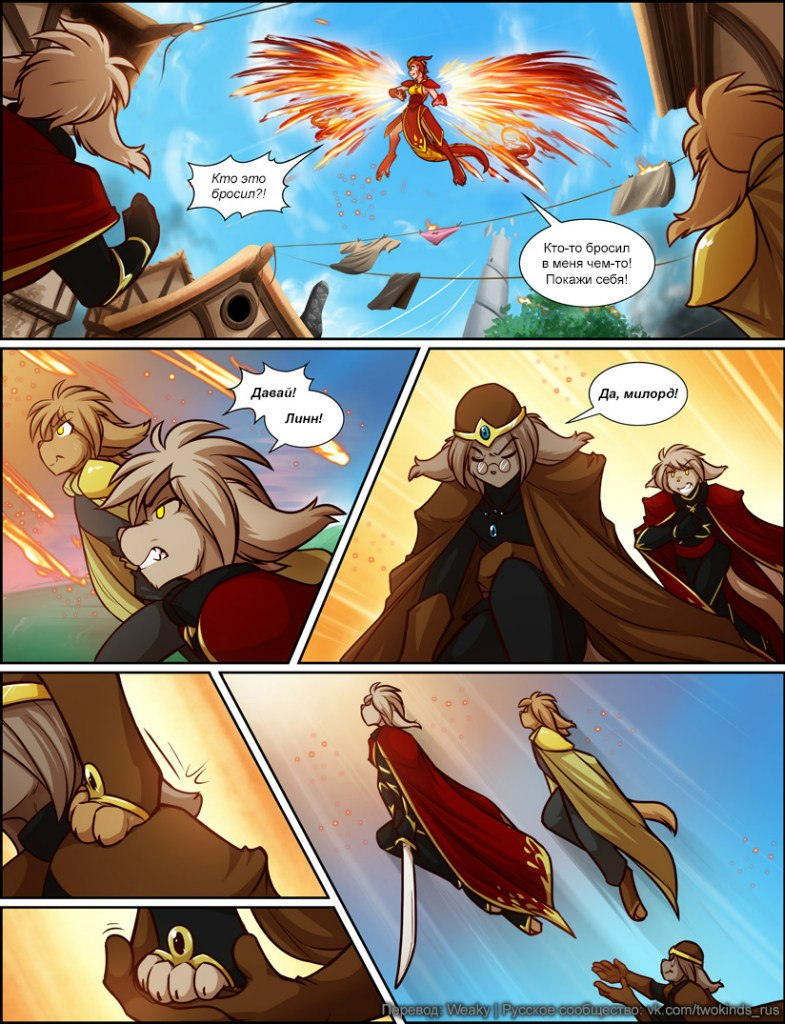 Кто это
бросил?!
Кто-то бросил
в меня чем-то!
Покажи себя!
Давай!
Линн!
Да, милорд!
Перевод: Weaky | Русское сообщество: vk.com/twokinds_rus